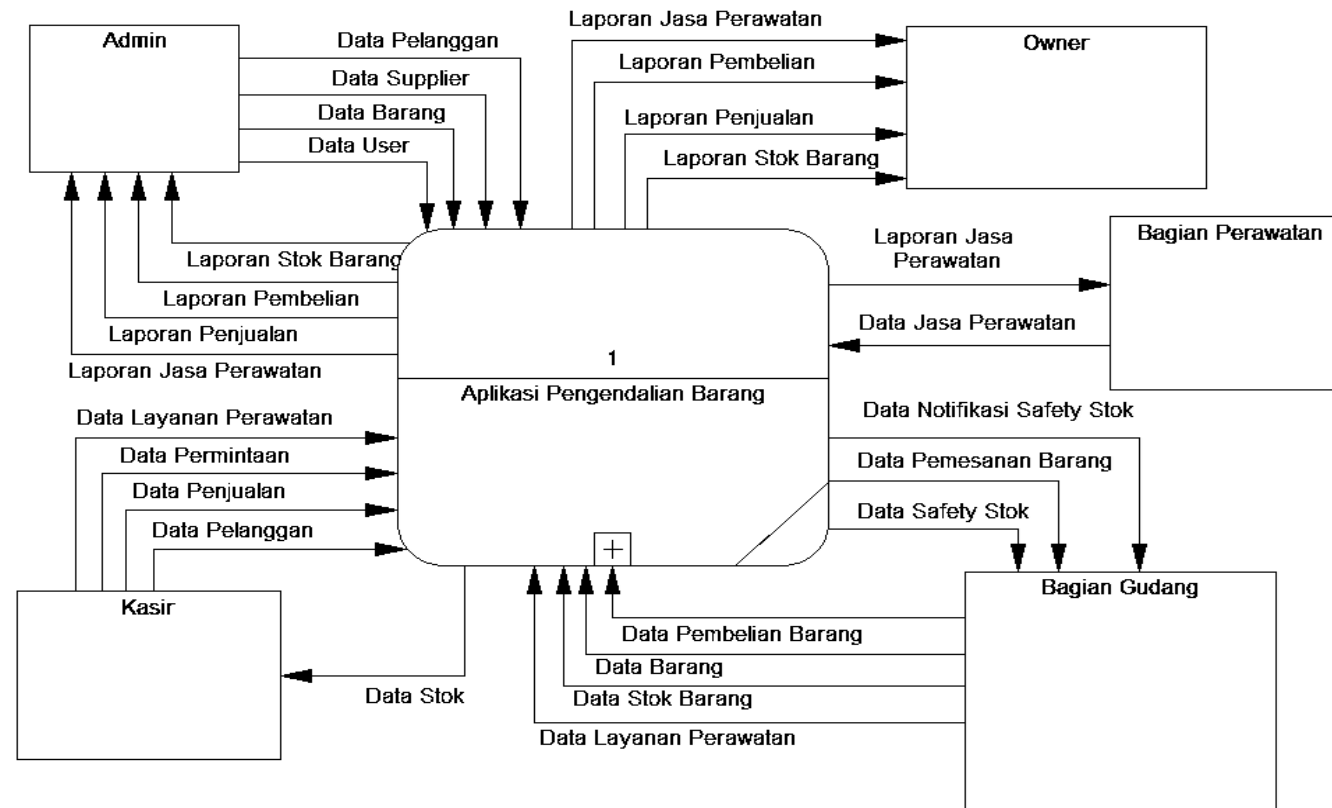 Admin
Data Pelanggan
Data Supplier
Data Barang
Data User
Laporan Jasa Perawatan
Laporan Pembelian
Laporan Penjualan
Laporan Stok Barang
Owner
Laporan Stok Barang
Laporan Pembelian
Laporan Penjualan
Laporan Jasa Perawatan
1
Aplikasi Pengendalian Barang
Laporan Jasa
Perawatan
Data Jasa Perawatan
Bagian Perawatan
Data Layanan Perawatan
Data Permintaan
Data Penjualan
Data Pelanggan
Kasir
Data Stok
Data Notifikasi Safety Stok
Data Pemesanan Barang
Data Safety Stok
Bagian Gudang
Data Pembelian Barang
Data Barang
Data Stok Barang
Data Layanan Perawatan